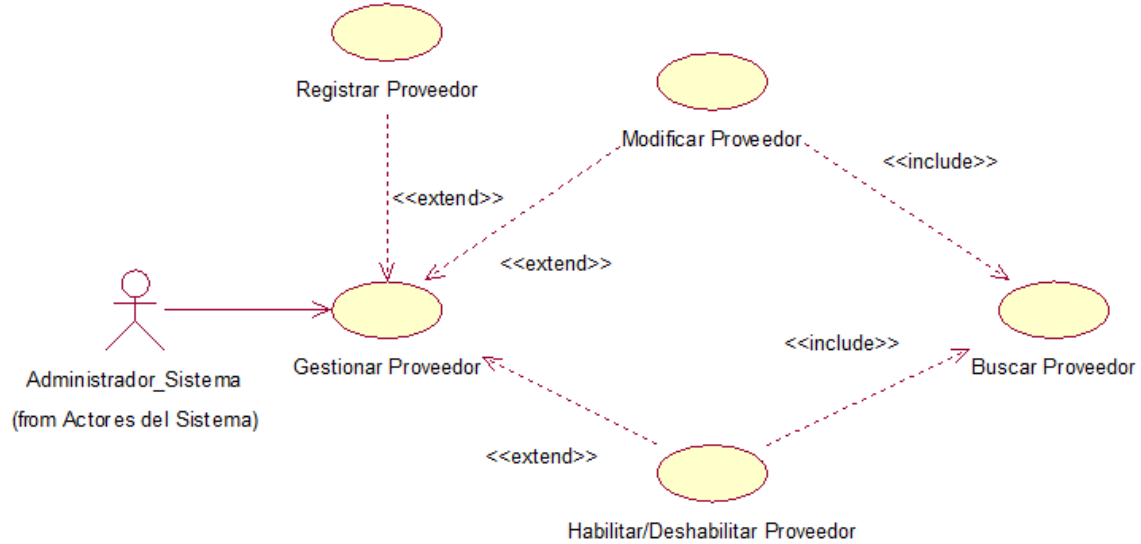 Registrar Proveedor
Modificar Proveedor
<<include>>
<<extend>>
<<extend>>
<<include>>
Gestionar Proveedor
Buscar Proveedor
Administrador_Sistema
(from Actores del Sistema)
<<extend>>
Habilitar/Deshabilitar Proveedor